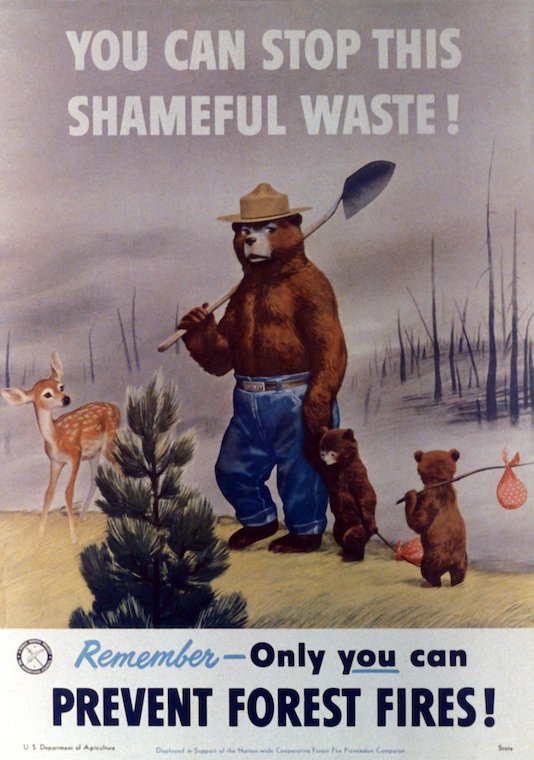 YOU CAN STOP THIS
SHAMEFUL WASTE!
Remember – Only you can
PREVENT FOREST FIRES!
U. S. Department of Agriculture
Displayed in Support of the Nation-wide Cooperative Forest Fire Prevention Campaign
State